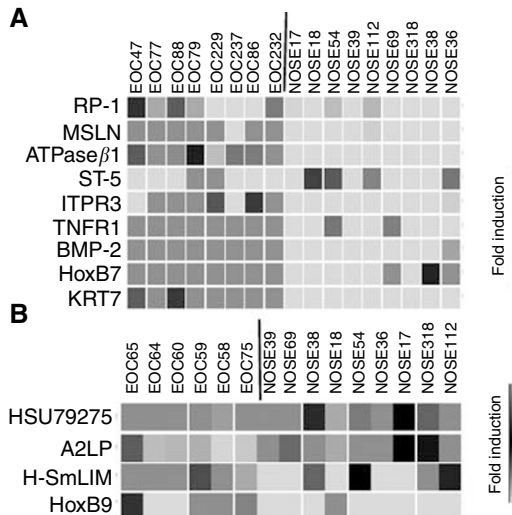 A
EOC47 EOC77 EOC88 EOC79 EOC229 EOC237 EOC86 EOC232 NOSE17 NOSE18 NOSE54 NOSE39 NOSE112 NOSE69 NOSE318 NOSE38 NOSE36
RP-1
MSLN
ATPaseβ1
ST-5
ITPR3
TNFR1
BMP-2
HoxB7
KRT7
Fold induction
B
EOC65 EOC64 EOC60 EOC59 EOC58 EOC75 NOSE39 NOSE69 NOSE38 NOSE18 NOSE54 NOSE36 NOSE17 NOSE318 NOSE112
HSU79275
A2LP
H-SmLIM
HoxB9
Fold induction